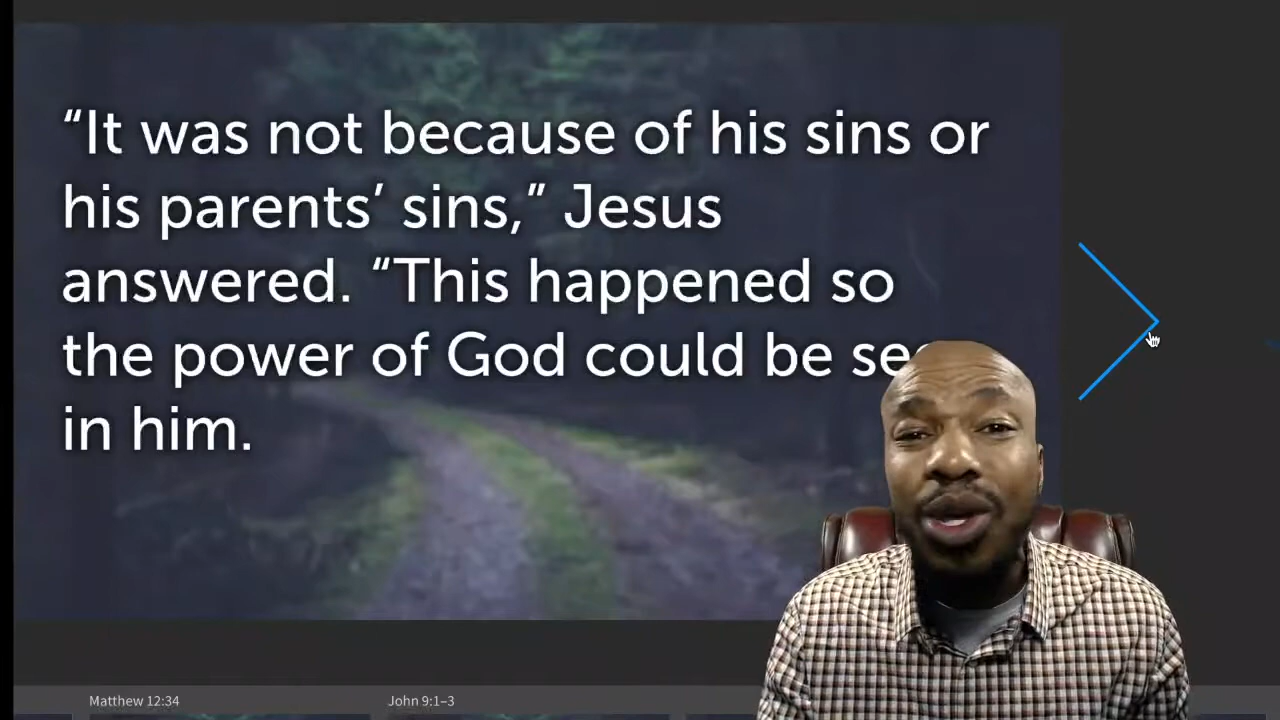 “It was not because of his sins or
his parents’ sins,” Jesus
answered. “This happened so
the power of God could be
in him.
Matthew 12:34
John 9:1–3